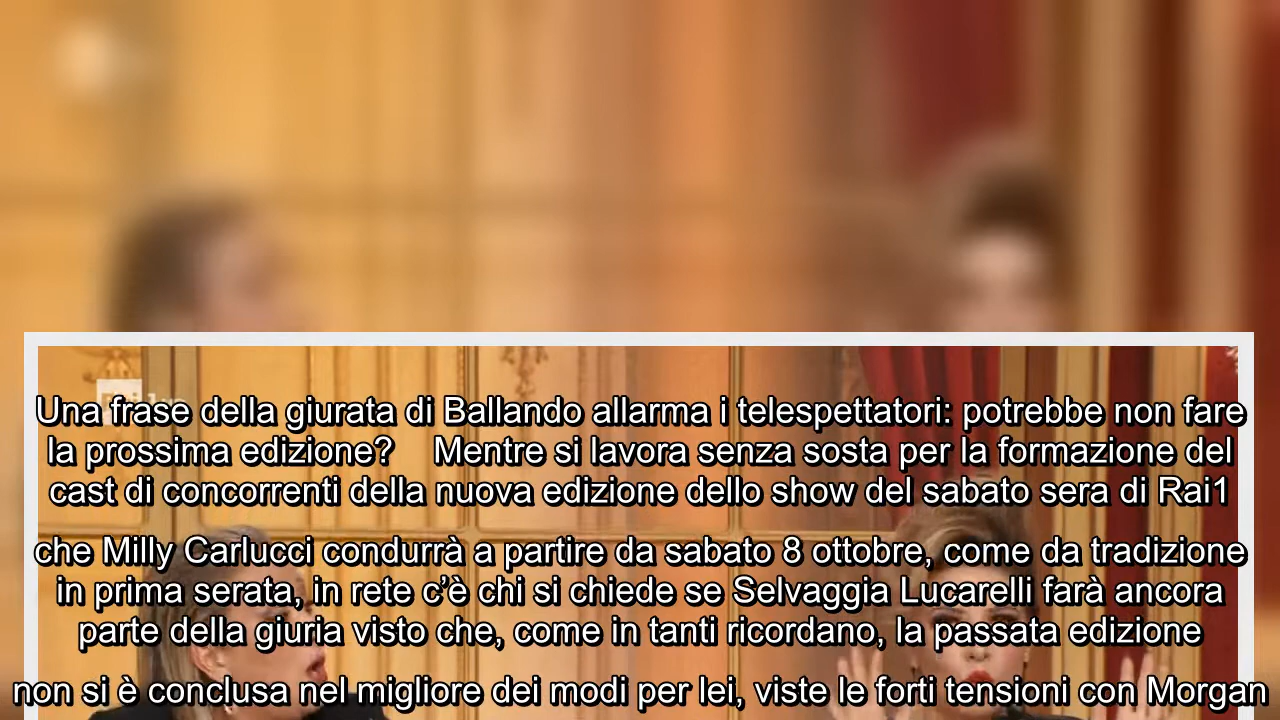 Una frase della giurata di Ballando allarma i telespettatori: potrebbe non fare
la prossima edizione? Mentre si lavora senza sosta per la formazione del
cast di concorrenti della nuova edizione dello show del sabato sera di Rai1
che Milly Carlucci condurrà a partire da sabato 8 ottobre, come da tradizione
in prima serata, in rete c’è chi si chiede se Selvaggia Lucarelli farà ancora
parte della giuria visto che, come in tanti ricordano, la passata edizione
non si è conclusa nel migliore dei modi per lei, viste le forti tensioni con Morgan